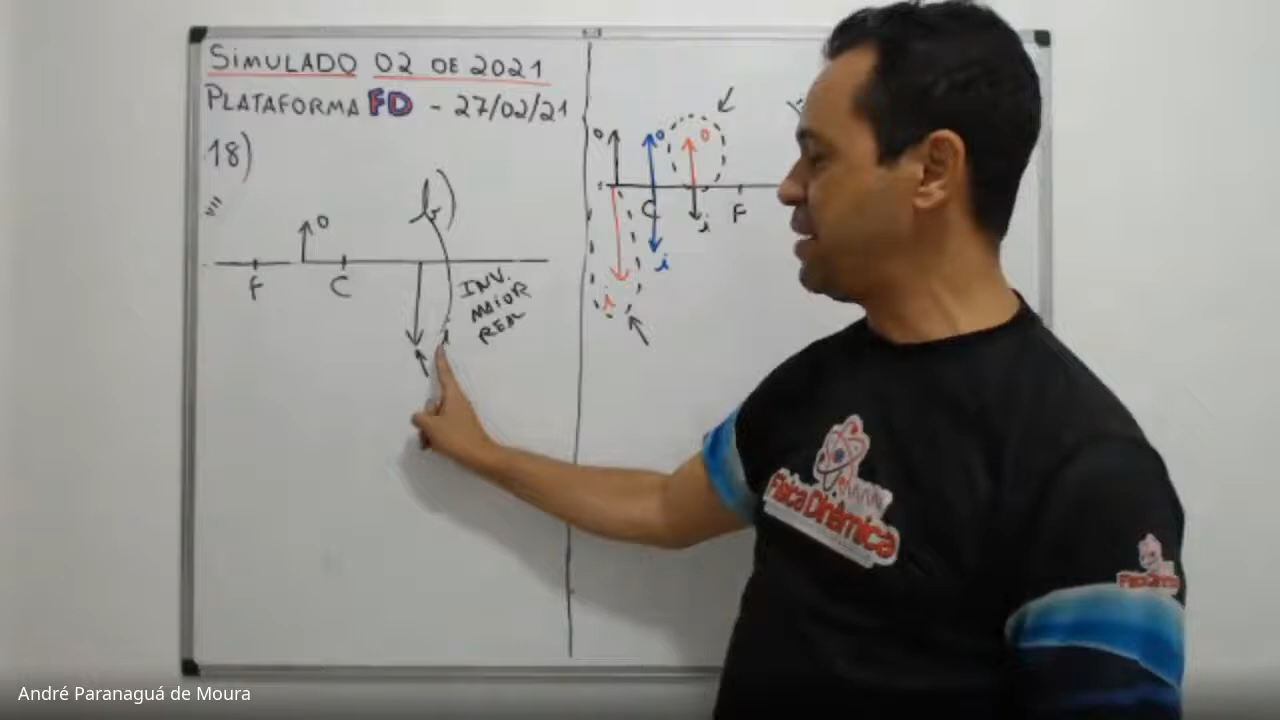 SIMULADO 02 DE 2021
PLATAFORMA FD - 27/02/21
18)
b)
O
F C
INV.
MAIOR
REAL
i
O O O
C F
i
i
i
Física Dinâmica
André Paranaguá de Moura